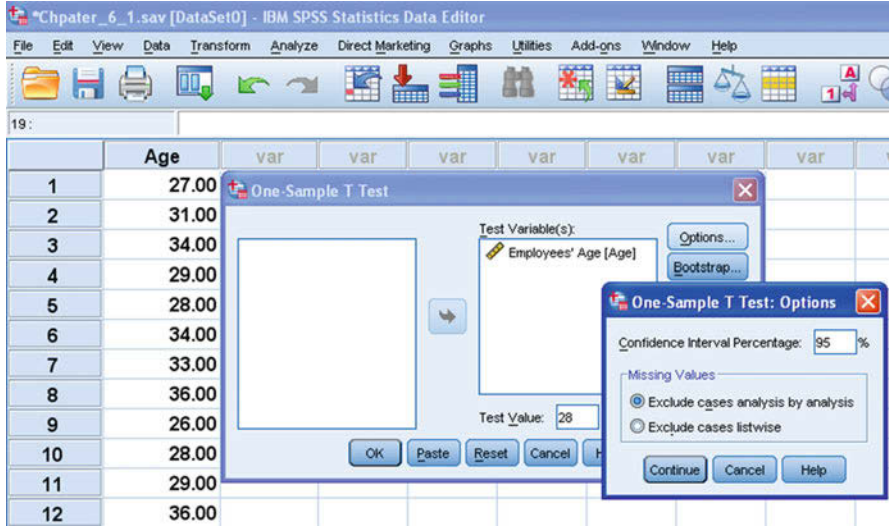 *Chpater_6_1.sav [DataSet0] - IBM SPSS Statistics Data Editor
File Edit View Data Transform Analyze Direct Marketing Graphs Utilities Add-ons Window Help
A
1
19 :
Age var var var var var var var
1 27.00
2 31.00
3 34.00
4 29.00
5 28.00
6 34.00
7 33.00
8 36.00
9 26.00
10 28.00
11 29.00
12 36.00
One-Sample T Test
Test Variable(s):
Employees' Age [Age]
Options...
Bootstrap...
Test Value: 28
OK Paste Reset Cancel H
One-Sample T Test: Options
Confidence Interval Percentage: 95 %
Missing Values
Exclude cases analysis by analysis
Exclude cases listwise
Continue Cancel Help